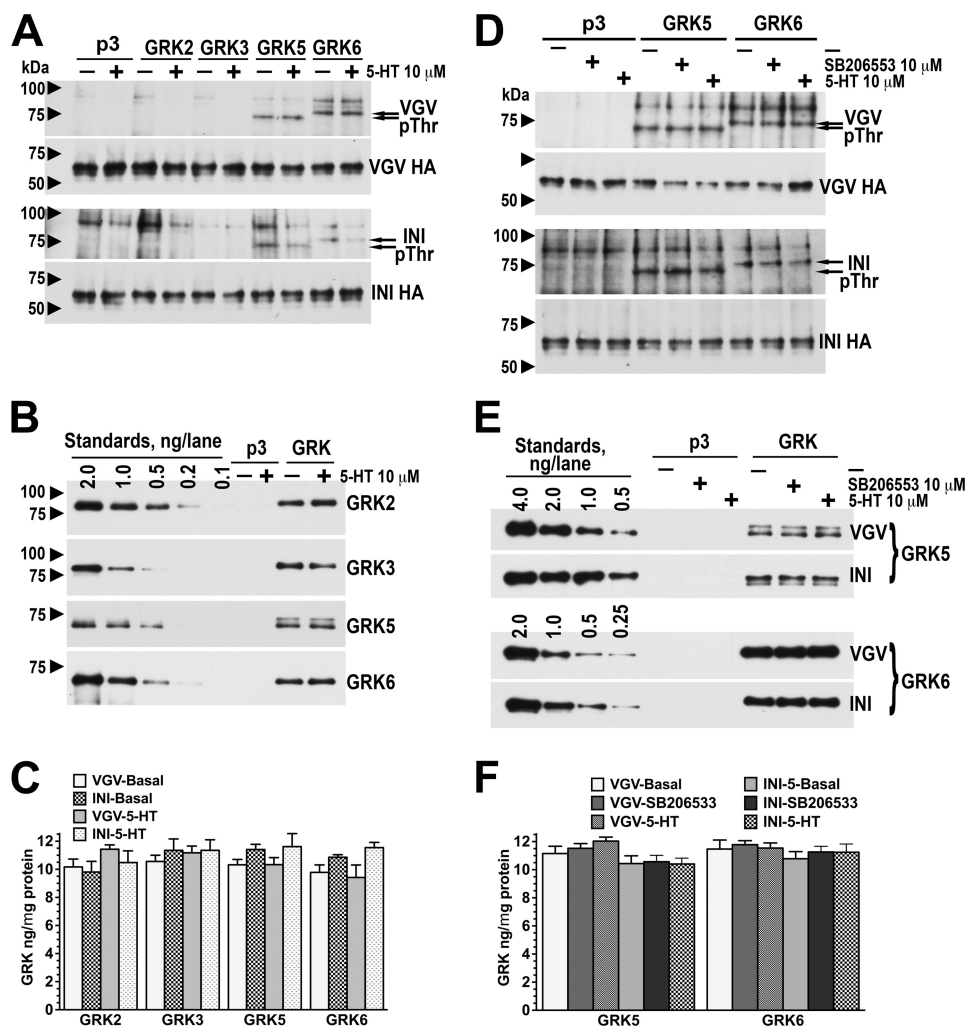 A
p3 GRK2 GRK3 GRK5 GRK6
kDa – + – + – + – + – + 5-HT 10 µM
100
75
VGV
pThr
75
50
VGV HA
100
75
INI
pThr
75
50
INI HA
D
p3 GRK5 GRK6
– – – –
+ + + SB206553 10 µM
+ + + 5-HT 10 µM
kDa
75
VGV
pThr
50
VGV HA
100
75
INI
pThr
75
50
INI HA
B
Standards, ng/lane p3 GRK
2.0 1.0 0.5 0.2 0.1 – + – + 5-HT 10 µM
100
75
GRK2
100
75
GRK3
75
GRK5
75
GRK6
E
Standards,
ng/lane
p3 GRK
4.0 2.0 1.0 0.5
– – –
+ + SB206553 10 µM
+ + 5-HT 10 µM
VGV
INI
GRK5
2.0 1.0 0.5 0.25
VGV
INI
GRK6
C
VGV-Basal
INI-Basal
VGV-5-HT
INI-5-HT
GRK ng/mg protein
12
10
8
6
4
2
0
GRK2 GRK3 GRK5 GRK6
F
VGV-Basal INI-5-Basal
VGV-SB206533 INI-SB206533
VGV-5-HT INI-5-HT
GRK ng/mg protein
12
10
8
6
4
2
0
GRK5 GRK6